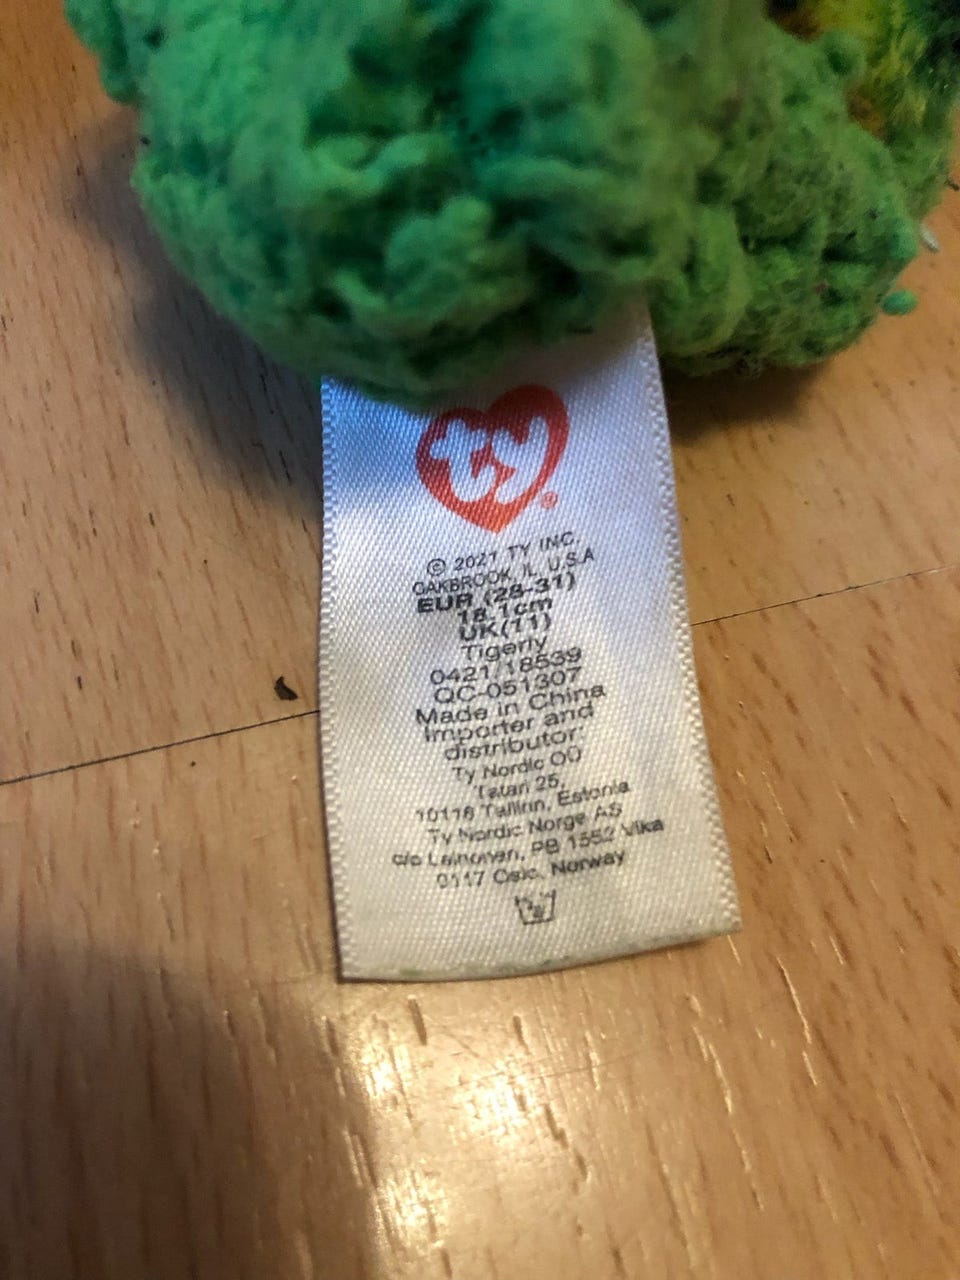 ty®
© 2021 TY INC.
OAKBROOK, IL U.S.A
EUR (28-31)
18.1cm
UK(11)
Tigerly
0421/18539
QC-051307
Made in China
Importer and
distributor:
Ty Nordic OÜ
Tatari 25,
10116 Tallinn, Estonia
Ty Nordic Norge AS
c/o Leinonen, PB 1552 Vika
0117 Oslo, Norway